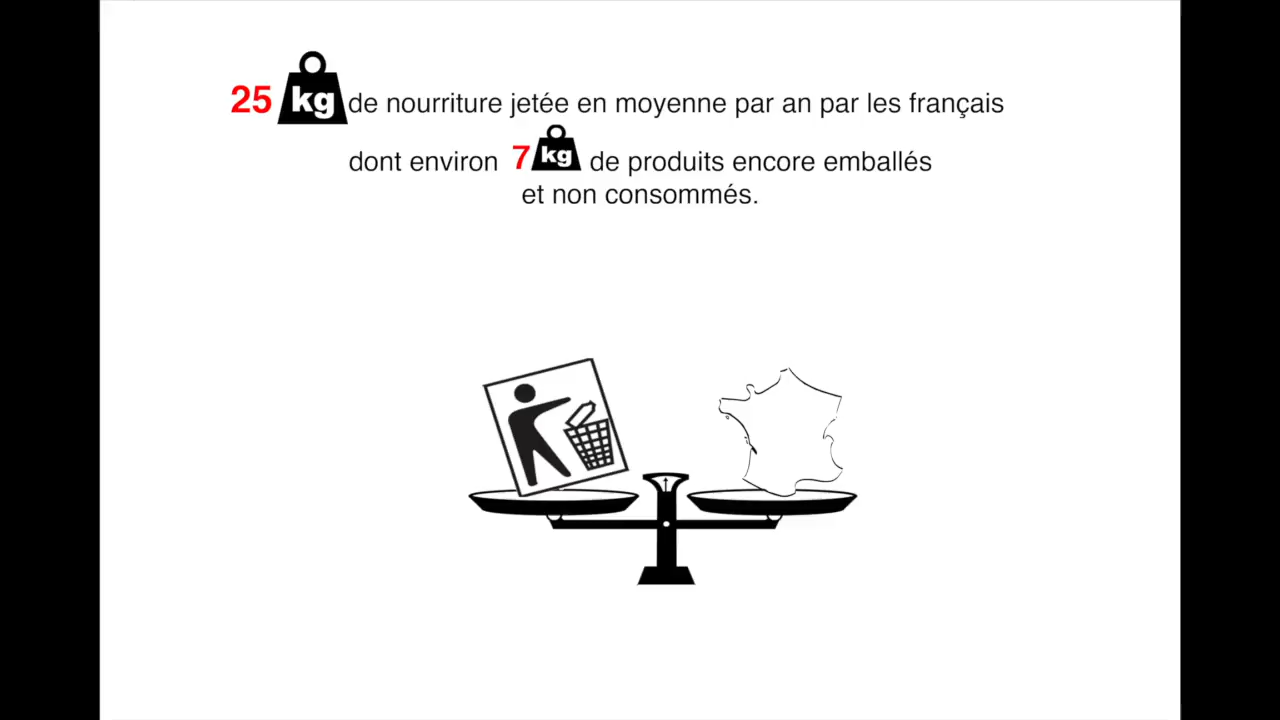 25 kg de nourriture jetée en moyenne par an par les français
dont environ 7 kg de produits encore emballés
et non consommés.